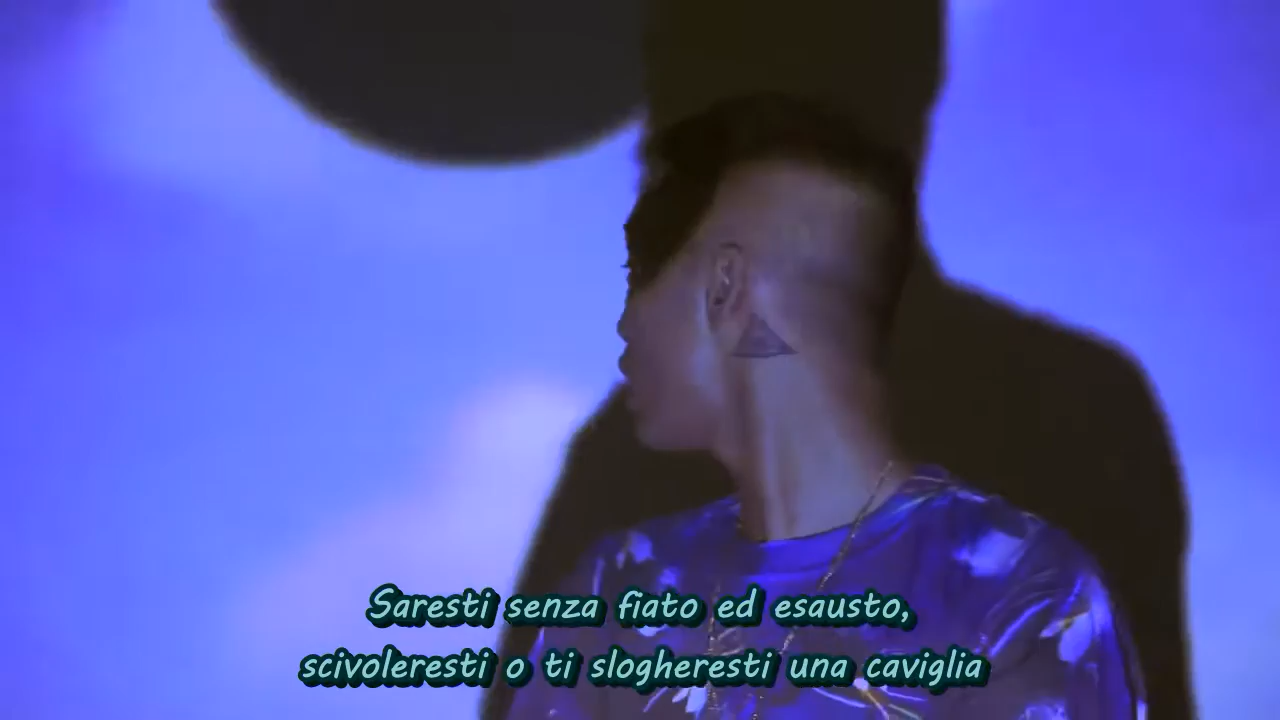 Saresti senza fiato ed esausto,
scivoleresti o ti slogheresti una caviglia